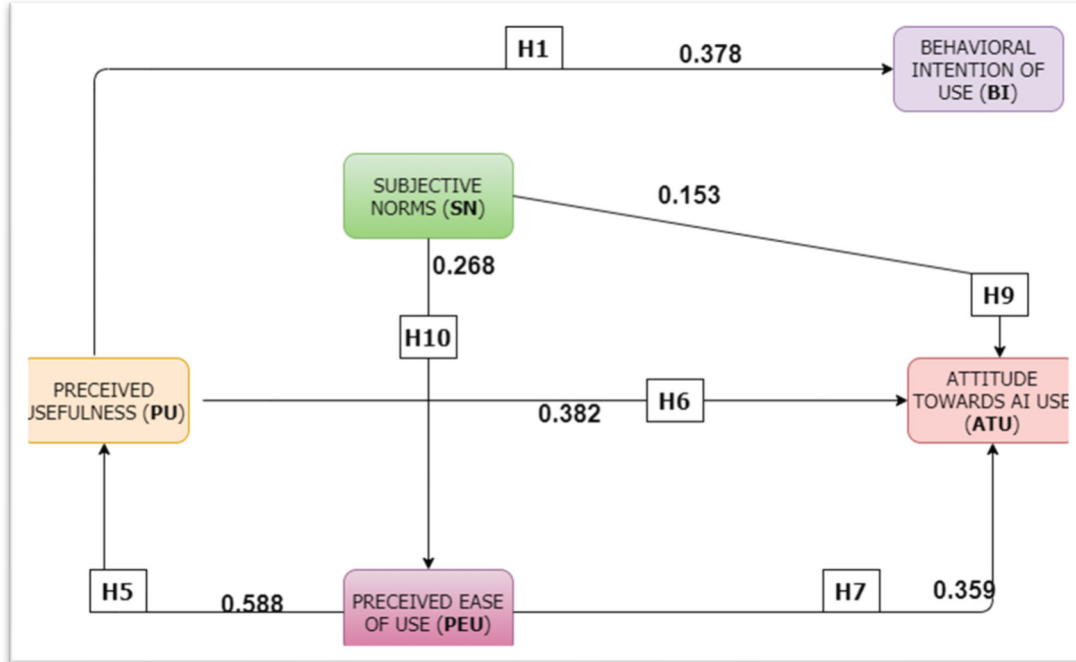 H1
0.378
BEHAVIORAL
INTENTION OF
USE (BI)
SUBJECTIVE
NORMS (SN)
0.153
0.268
H9
H10
PRECEIVED
USEFULNESS (PU)
0.382
H6
ATTITUDE
TOWARDS AI USE
(ATU)
H5
0.588
PRECEIVED EASE
OF USE (PEU)
H7
0.359